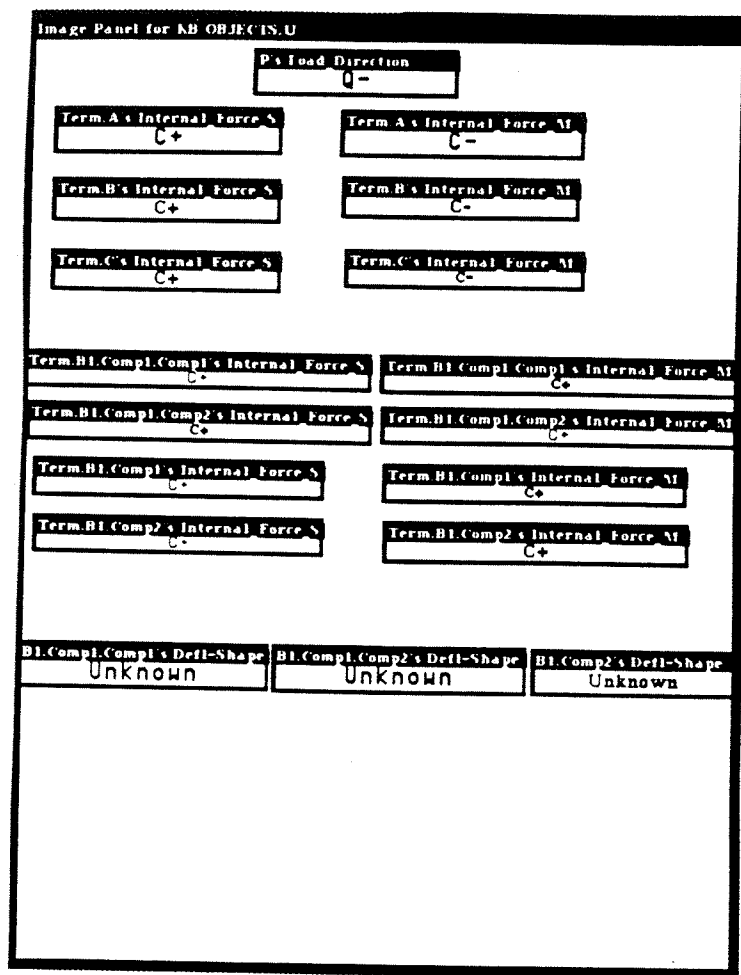 Image Panel for KB OBJECTS.U
P's Load Direction
Q-
Term.A's Internal Force S
C+
Term.A's Internal Force M
C-
Term.B's Internal Force S
C+
Term.B's Internal Force M
C-
Term.C's Internal Force S
C+
Term.C's Internal Force M
C-
Term.B1.Comp1.Comp1's Internal Force S
Term.B1.Comp1.Comp1's Internal Force M
C+
Term.B1.Comp1.Comp2's Internal Force S
C+
Term.B1.Comp1.Comp2's Internal Force M
Term.B1.Comp1's Internal Force S
Term.B1.Comp1's Internal Force M
C+
Term.B1.Comp2's Internal Force S
Term.B1.Comp2's Internal Force M
C+
B1.Comp1.Comp1's Defl-Shape
Unknown
B1.Comp1.Comp2's Defl-Shape
Unknown
B1.Comp2's Defl-Shape
Unknown